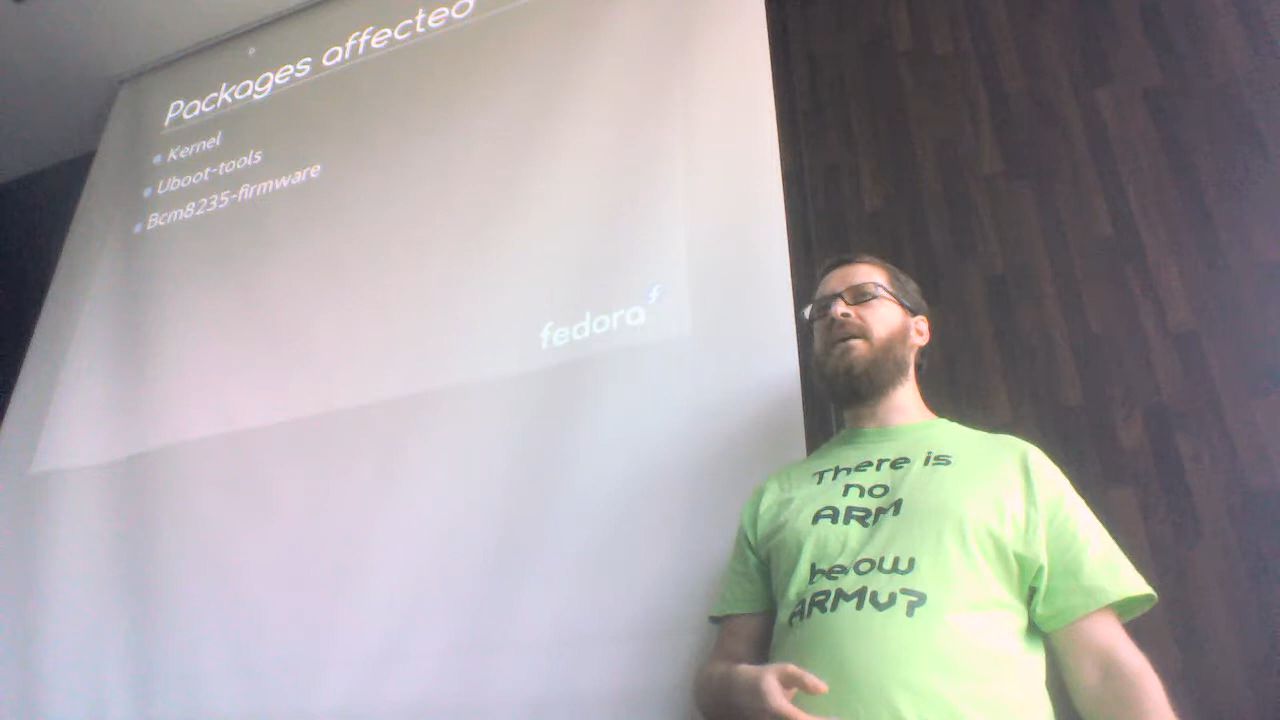 Packages affected
Kernel
Uboot-tools
Bcm8235-firmware
fedora
There is
no
ARM
below
ARMv7